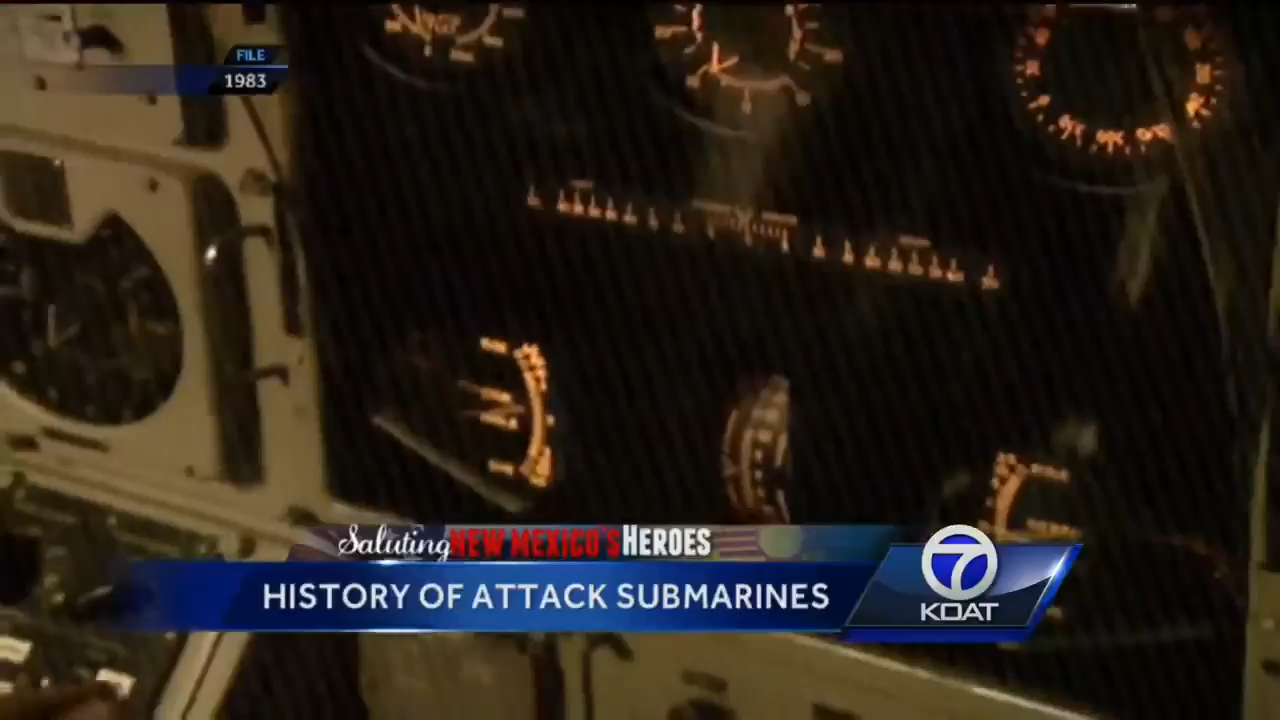 FILE
1983
Saluting NEW MEXICO'S HEROES
HISTORY OF ATTACK SUBMARINES
7
KOAT